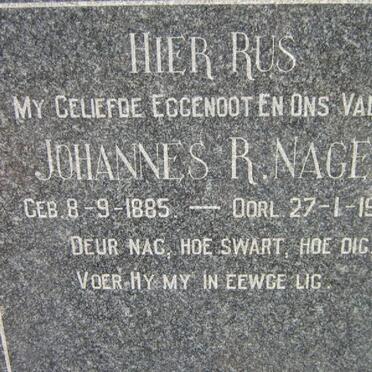 HIER RUS
MY GELIEFDE EGGENOOT EN ONS VAD
JOHANNES R. NAGE
GEB. 8-9-1885. — OORL. 27-1-19
DEUR NAG, HOE SWART, HOE DIG,
VOER HY MY IN EEWGE LIG.